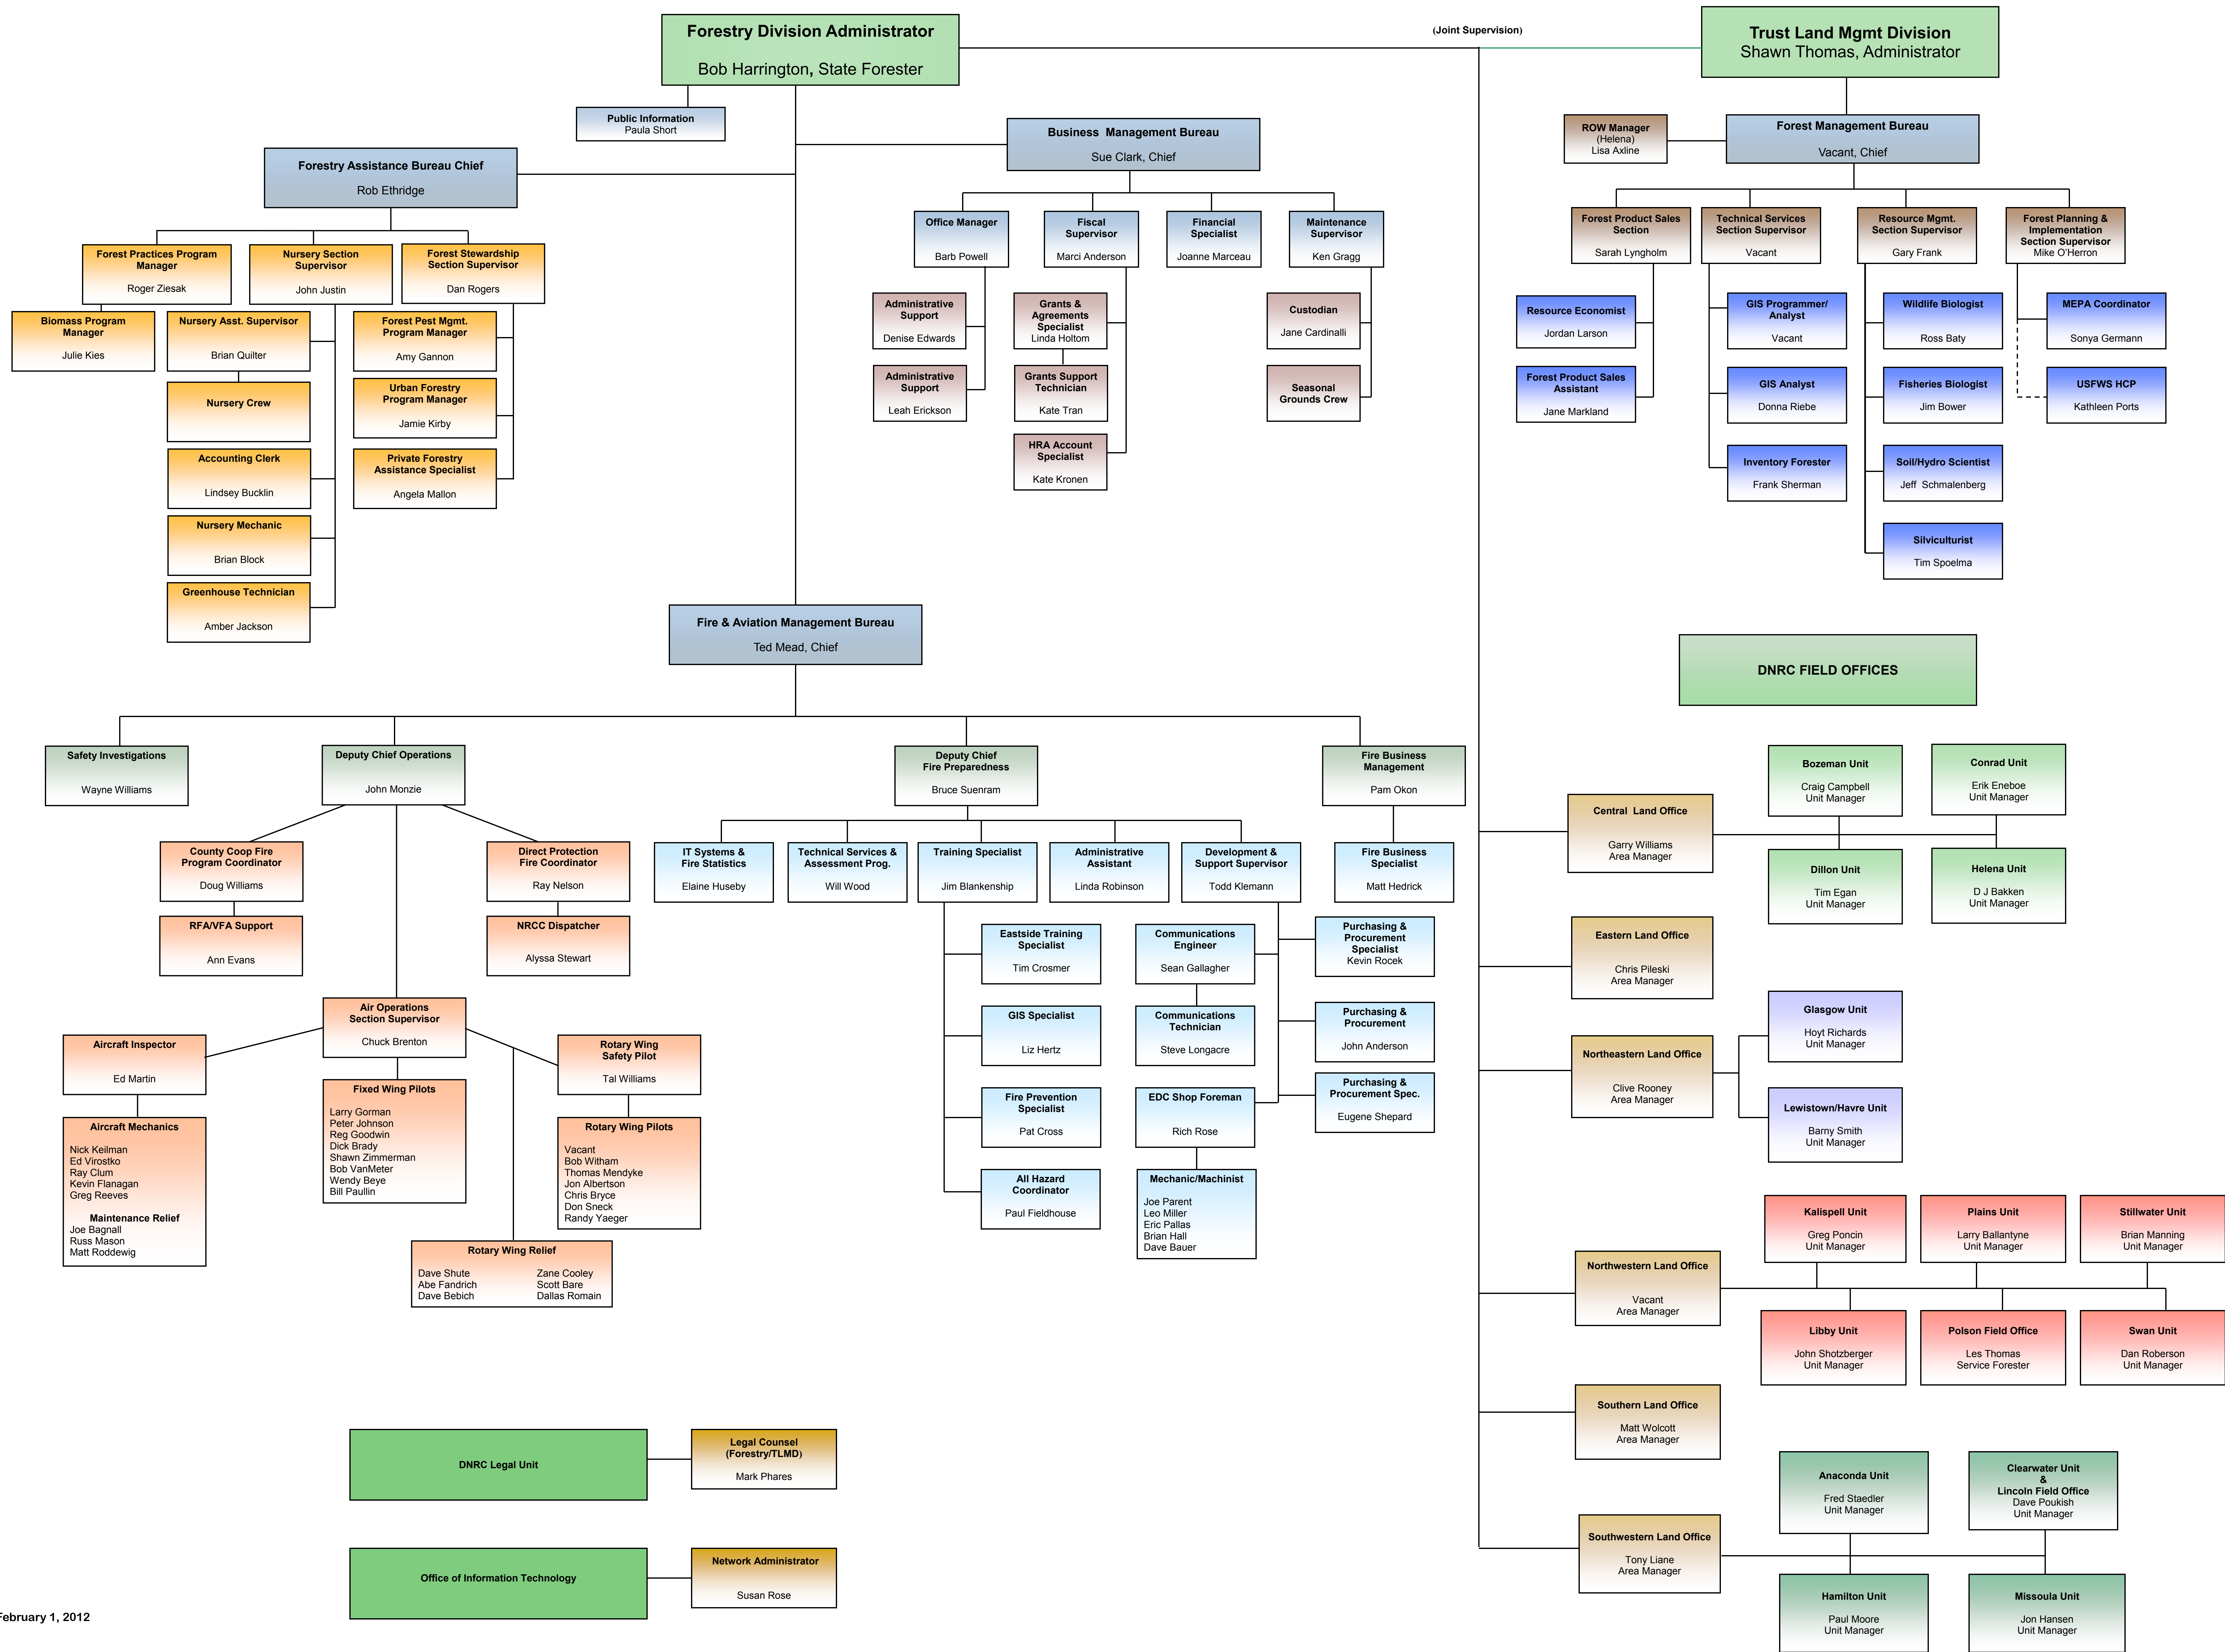 Forestry Division Administrator
Bob Harrington, State Forester
(Joint Supervision)
Trust Land Mgmt Division
Shawn Thomas, Administrator
Public Information
Paula Short
Business Management Bureau
Sue Clark, Chief
ROW Manager
(Helena)
Lisa Axline
Forest Management Bureau
Vacant, Chief
Forestry Assistance Bureau Chief
Rob Ethridge
Forest Practices Program
Manager
Roger Ziesak
Nursery Section
Supervisor
John Justin
Forest Stewardship
Section Supervisor
Dan Rogers
Biomass Program
Manager
Julie Kies
Nursery Asst. Supervisor
Brian Quilter
Nursery Crew
Accounting Clerk
Lindsey Bucklin
Nursery Mechanic
Brian Block
Greenhouse Technician
Amber Jackson
Forest Pest Mgmt.
Program Manager
Amy Gannon
Urban Forestry
Program Manager
Jamie Kirby
Private Forestry
Assistance Specialist
Angela Mallon
Office Manager
Barb Powell
Fiscal
Supervisor
Marci Anderson
Financial
Specialist
Joanne Marceau
Maintenance
Supervisor
Ken Gragg
Administrative
Support
Denise Edwards
Administrative
Support
Leah Erickson
Grants &
Agreements
Specialist
Linda Holtom
Grants Support
Technician
Kate Tran
HRA Account
Specialist
Kate Kronen
Custodian
Jane Cardinalli
Seasonal
Grounds Crew
Forest Product Sales
Section
Sarah Lyngholm
Technical Services
Section Supervisor
Vacant
Resource Mgmt.
Section Supervisor
Gary Frank
Forest Planning &
Implementation
Section Supervisor
Mike O'Herron
Resource Economist
Jordan Larson
Forest Product Sales
Assistant
Jane Markland
GIS Programmer/
Analyst
Vacant
GIS Analyst
Donna Riebe
Inventory Forester
Frank Sherman
Wildlife Biologist
Ross Baty
Fisheries Biologist
Jim Bower
Soil/Hydro Scientist
Jeff Schmalenberg
Silviculturist
Tim Spoelma
MEPA Coordinator
Sonya Germann
USFWS HCP
Kathleen Ports
Fire & Aviation Management Bureau
Ted Mead, Chief
Safety Investigations
Wayne Williams
Deputy Chief Operations
John Monzie
Deputy Chief
Fire Preparedness
Bruce Suenram
Fire Business
Management
Pam Okon
County Coop Fire
Program Coordinator
Doug Williams
RFA/VFA Support
Ann Evans
Direct Protection
Fire Coordinator
Ray Nelson
NRCC Dispatcher
Alyssa Stewart
Air Operations
Section Supervisor
Chuck Brenton
Aircraft Inspector
Ed Martin
Aircraft Mechanics
Nick Keilman
Ed Virostko
Ray Clum
Kevin Flanagan
Greg Reeves
Maintenance Relief
Joe Bagnall
Russ Mason
Matt Roddewig
Fixed Wing Pilots
Larry Gorman
Peter Johnson
Reg Goodwin
Dick Brady
Shawn Zimmerman
Bob VanMeter
Wendy Beye
Bill Paullin
Rotary Wing
Safety Pilot
Tal Williams
Rotary Wing Pilots
Vacant
Bob Witham
Thomas Mendyke
Jon Albertson
Chris Bryce
Don Sneck
Randy Yaeger
Rotary Wing Relief
Dave Shute Zane Cooley
Abe Fandrich Scott Bare
Dave Bebich Dallas Romain
IT Systems &
Fire Statistics
Elaine Huseby
Technical Services &
Assessment Prog.
Will Wood
Training Specialist
Jim Blankenship
Administrative
Assistant
Linda Robinson
Development &
Support Supervisor
Todd Klemann
Fire Business
Specialist
Matt Hedrick
Eastside Training
Specialist
Tim Crosmer
GIS Specialist
Liz Hertz
Fire Prevention
Specialist
Pat Cross
All Hazard
Coordinator
Paul Fieldhouse
Communications
Engineer
Sean Gallagher
Communications
Technician
Steve Longacre
EDC Shop Foreman
Rich Rose
Mechanic/Machinist
Joe Parent
Leo Miller
Eric Pallas
Brian Hall
Dave Bauer
Purchasing &
Procurement
Specialist
Kevin Rocek
Purchasing &
Procurement
John Anderson
Purchasing &
Procurement Spec.
Eugene Shepard
DNRC FIELD OFFICES
Central Land Office
Garry Williams
Area Manager
Bozeman Unit
Craig Campbell
Unit Manager
Conrad Unit
Erik Eneboe
Unit Manager
Dillon Unit
Tim Egan
Unit Manager
Helena Unit
D J Bakken
Unit Manager
Eastern Land Office
Chris Pileski
Area Manager
Northeastern Land Office
Clive Rooney
Area Manager
Glasgow Unit
Hoyt Richards
Unit Manager
Lewistown/Havre Unit
Barny Smith
Unit Manager
Northwestern Land Office
Vacant
Area Manager
Kalispell Unit
Greg Poncin
Unit Manager
Plains Unit
Larry Ballantyne
Unit Manager
Stillwater Unit
Brian Manning
Unit Manager
Libby Unit
John Shotzberger
Unit Manager
Polson Field Office
Les Thomas
Service Forester
Swan Unit
Dan Roberson
Unit Manager
Southern Land Office
Matt Wolcott
Area Manager
Southwestern Land Office
Tony Liane
Area Manager
Anaconda Unit
Fred Staedler
Unit Manager
Clearwater Unit
&
Lincoln Field Office
Dave Poukish
Unit Manager
Hamilton Unit
Paul Moore
Unit Manager
Missoula Unit
Jon Hansen
Unit Manager
DNRC Legal Unit
Legal Counsel
(Forestry/TLMD)
Mark Phares
Office of Information Technology
Network Administrator
Susan Rose
February 1, 2012